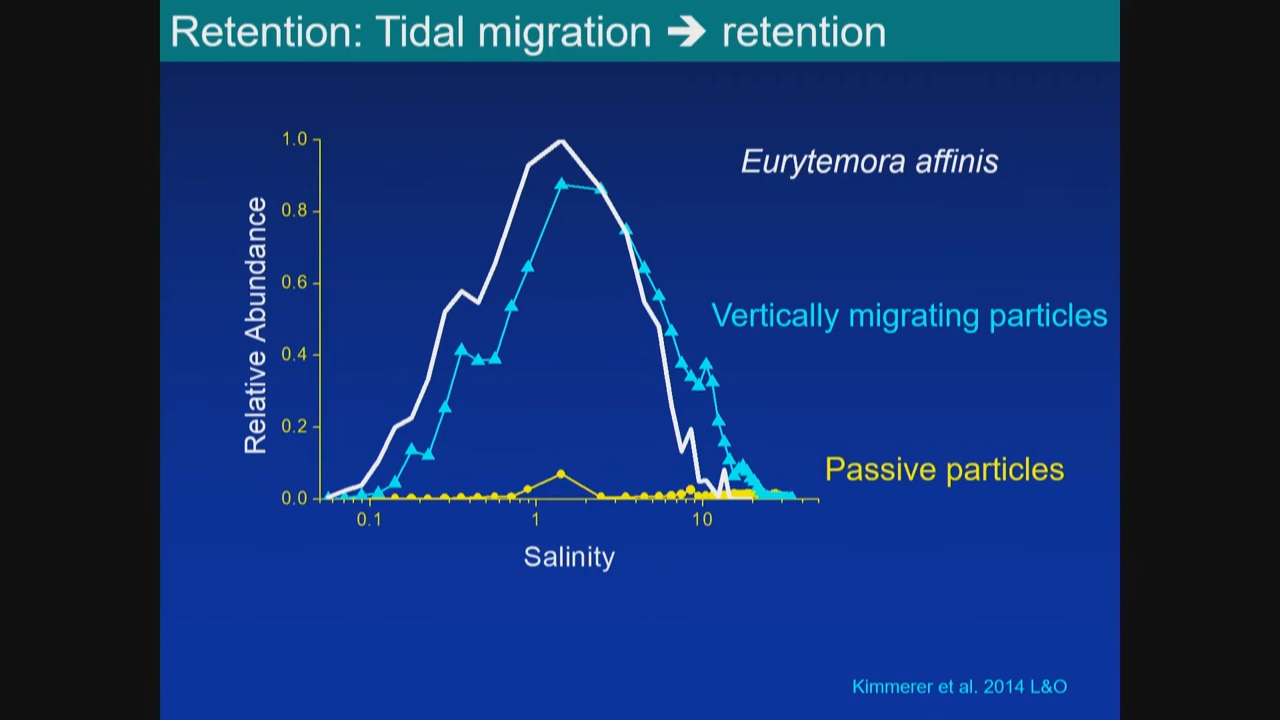 Retention: Tidal migration ➔ retention
Eurytemora affinis
Vertically migrating particles
Passive particles
Relative Abundance
1.0
0.8
0.6
0.4
0.2
0.0
0.1 1 10
Salinity
Kimmerer et al. 2014 L&O